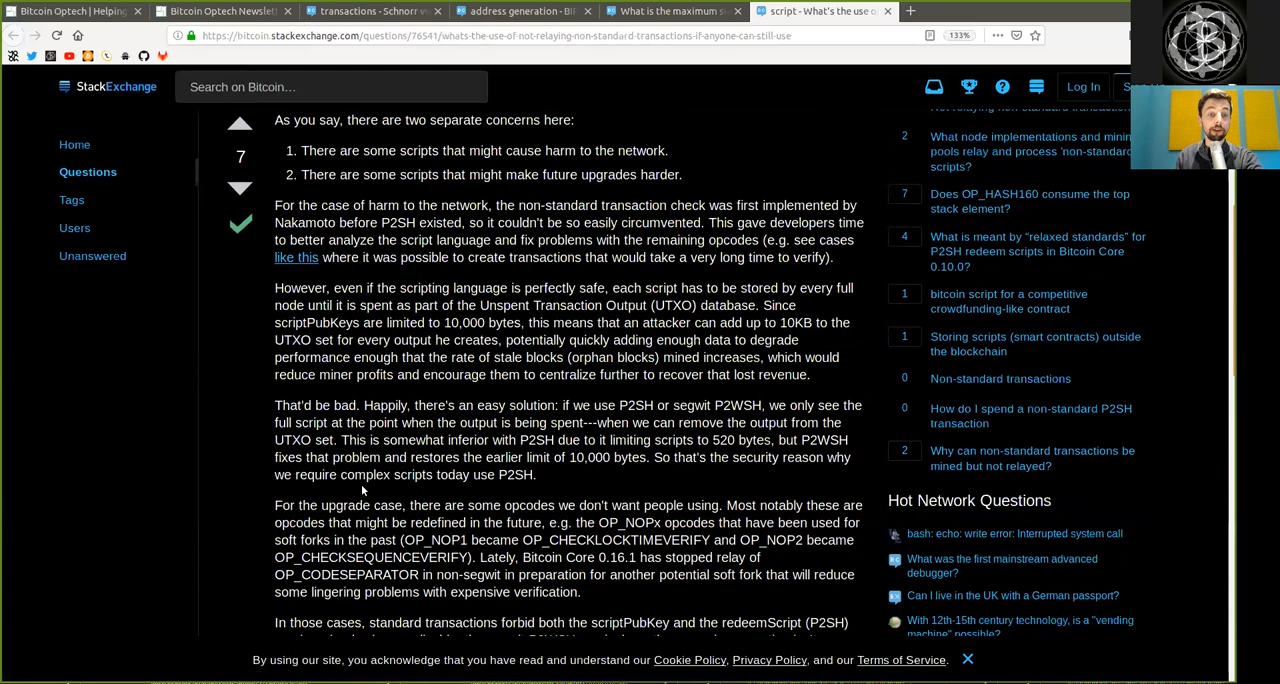 Bitcoin Optech | Helping
Bitcoin Optech Newslett
transactions - Schnorr v
address generation - BI
What is the maximum s
script - What's the use o
https://bitcoin.stackexchange.com/questions/76541/whats-the-use-of-not-relaying-non-standard-transactions-if-anyone-can-still-use
133%
StackExchange
Search on Bitcoin…
Log In
Home
Questions
Tags
Users
Unanswered
7
As you say, there are two separate concerns here:
1. There are some scripts that might cause harm to the network.
2. There are some scripts that might make future upgrades harder.
For the case of harm to the network, the non-standard transaction check was first implemented by
Nakamoto before P2SH existed, so it couldn't be so easily circumvented. This gave developers time
to better analyze the script language and fix problems with the remaining opcodes (e.g. see cases
like this where it was possible to create transactions that would take a very long time to verify).
However, even if the scripting language is perfectly safe, each script has to be stored by every full
node until it is spent as part of the Unspent Transaction Output (UTXO) database. Since
scriptPubKeys are limited to 10,000 bytes, this means that an attacker can add up to 10KB to the
UTXO set for every output he creates, potentially quickly adding enough data to degrade
performance enough that the rate of stale blocks (orphan blocks) mined increases, which would
reduce miner profits and encourage them to centralize further to recover that lost revenue.
That'd be bad. Happily, there's an easy solution: if we use P2SH or segwit P2WSH, we only see the
full script at the point when the output is being spent---when we can remove the output from the
UTXO set. This is somewhat inferior with P2SH due to it limiting scripts to 520 bytes, but P2WSH
fixes that problem and restores the earlier limit of 10,000 bytes. So that's the security reason why
we require complex scripts today use P2SH.
For the upgrade case, there are some opcodes we don't want people using. Most notably these are
opcodes that might be redefined in the future, e.g. the OP_NOPx opcodes that have been used for
soft forks in the past (OP_NOP1 became OP_CHECKLOCKTIMEVERIFY and OP_NOP2 became
OP_CHECKSEQUENCEVERIFY). Lately, Bitcoin Core 0.16.1 has stopped relay of
OP_CODESEPARATOR in non-segwit in preparation for another potential soft fork that will reduce
some lingering problems with expensive verification.
In those cases, standard transactions forbid both the scriptPubKey and the redeemScript (P2SH)
2
What node implementations and minin
pools relay and process 'non-standard
scripts?
7
Does OP_HASH160 consume the top
stack element?
4
What is meant by “relaxed standards” for
P2SH redeem scripts in Bitcoin Core
0.10.0?
1
bitcoin script for a competitive
crowdfunding-like contract
1
Storing scripts (smart contracts) outside
the blockchain
0
Non-standard transactions
0
How do I spend a non-standard P2SH
transaction
2
Why can non-standard transactions be
mined but not relayed?
Hot Network Questions
bash: echo: write error: Interrupted system call
What was the first mainstream advanced
debugger?
Can I live in the UK with a German passport?
With 12th-15th century technology, is a "vending
machine" possible?
By using our site, you acknowledge that you have read and understand our Cookie Policy, Privacy Policy, and our Terms of Service.